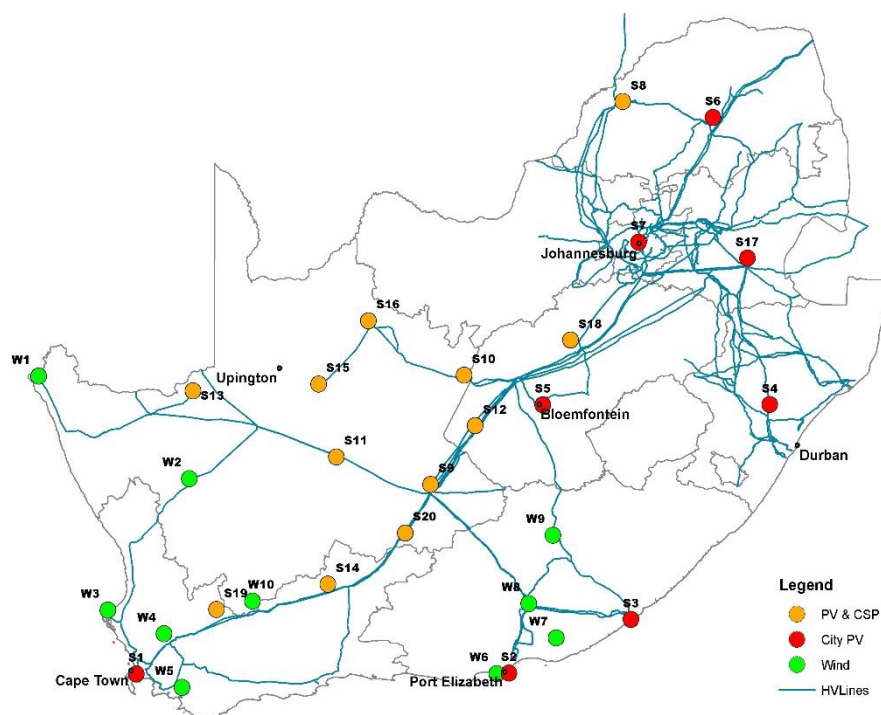 S8
S6
S7
Johannesburg
S17
S16
S18
W1
Upington
S15
S10
S13
S5
Bloemfontein
S4
S12
Durban
S11
W2
S9
W9
S20
S14
W3
S19
W10
W8
S3
W4
W7
Legend
PV & CSP
City PV
Wind
HVLines
S1
Cape Town
W5
W6
S2
Port Elizabeth